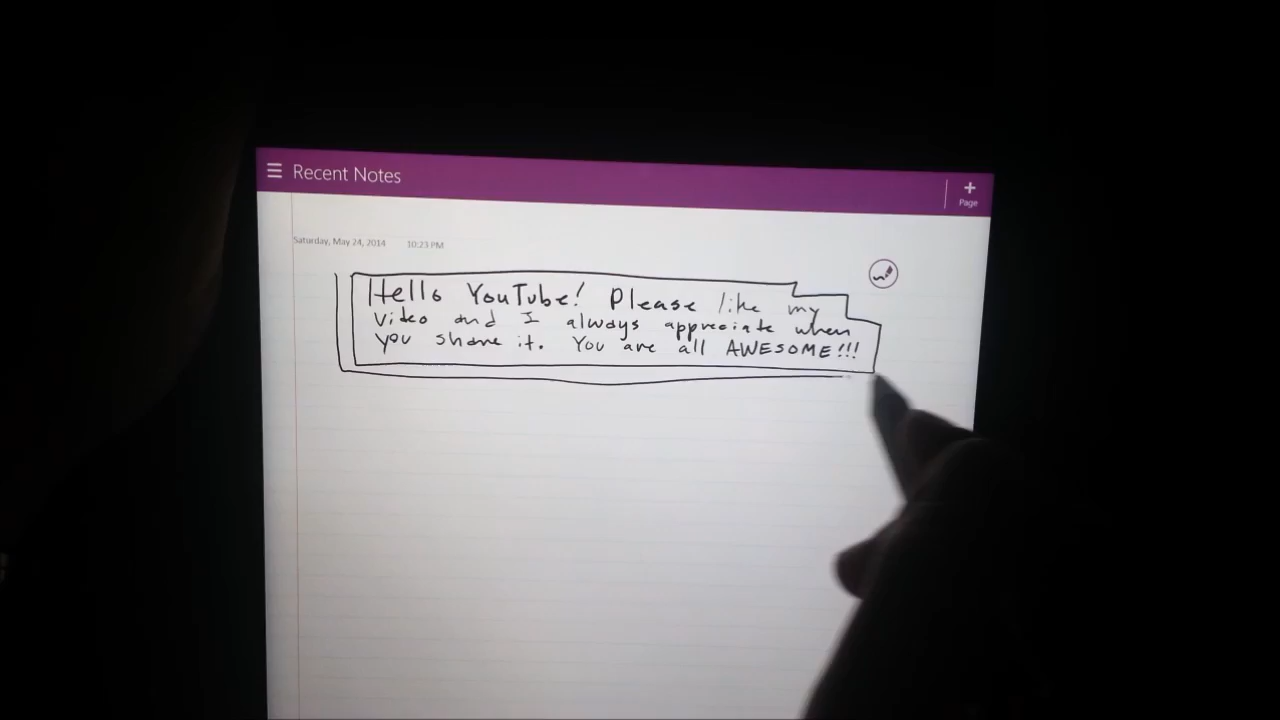 Recent Notes
Page
Saturday, May 24, 2014 10:23 PM
Hello YouTube! Please like my
video and I always appreciate when
you share it. You are all AWESOME!!!